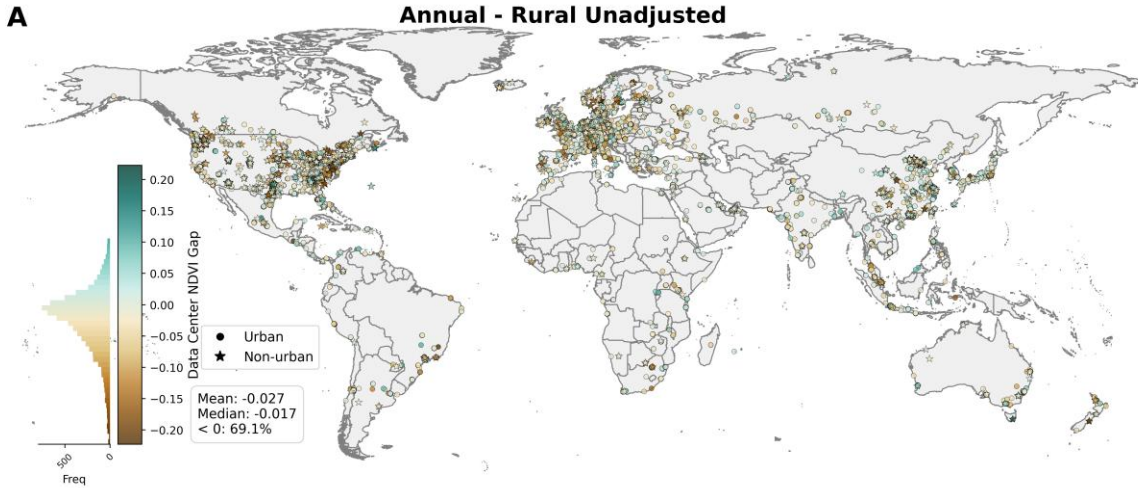 A
Annual - Rural Unadjusted
0.20
0.15
0.10
0.05
0.00
−0.05
−0.10
−0.15
−0.20
Data Center NDVI Gap
500
0
Freq
Urban
Non-urban
Mean: -0.027
Median: -0.017
< 0: 69.1%